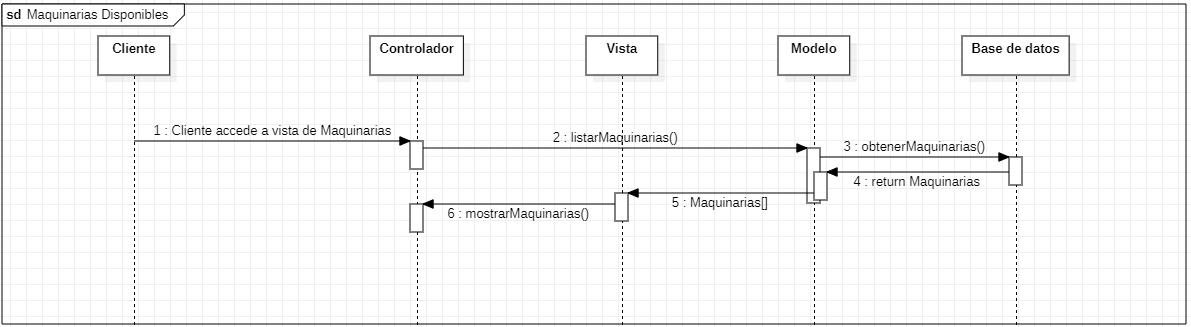 sd Maquinarias Disponibles
Cliente
Controlador
Vista
Modelo
Base de datos
1 : Cliente accede a vista de Maquinarias
2 : listarMaquinarias()
3 : obtenerMaquinarias()
4 : return Maquinarias
5 : Maquinarias[]
6 : mostrarMaquinarias()